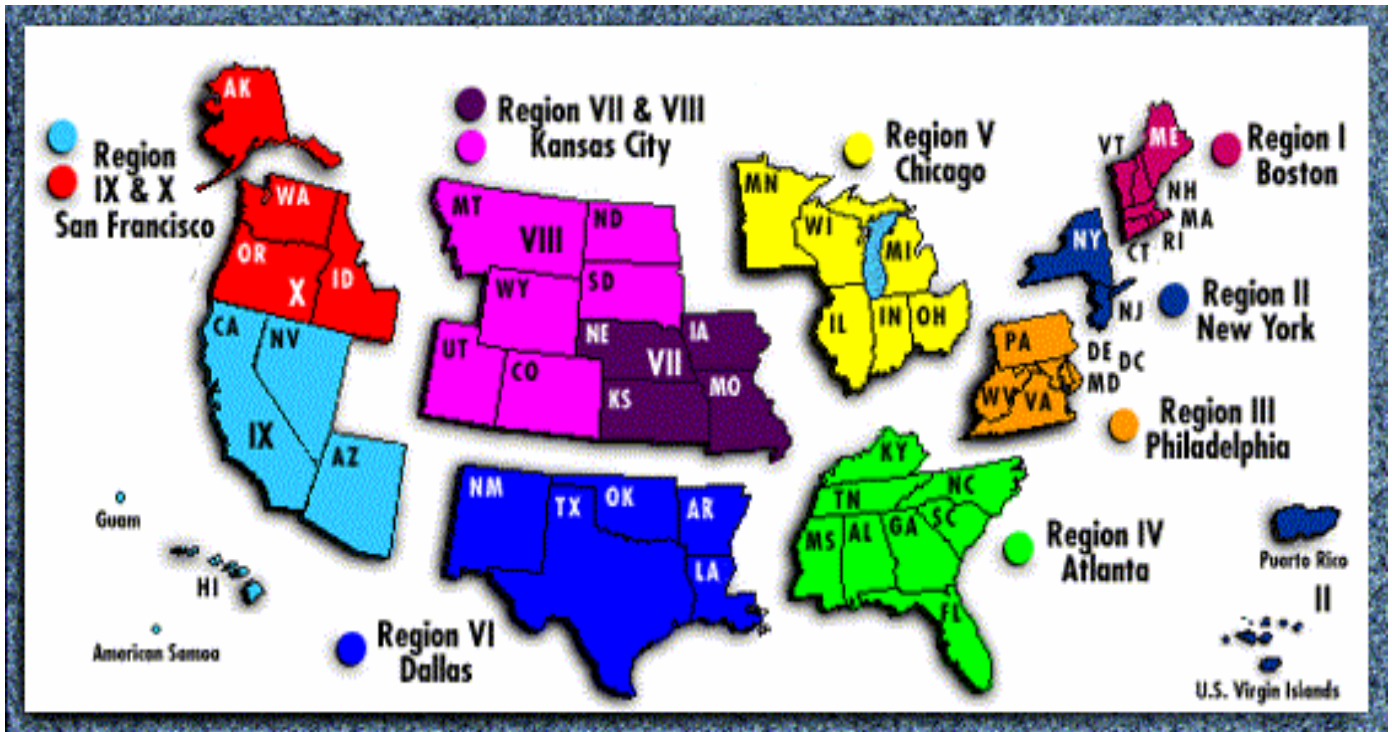 AK
Region
IX & X
San Francisco
WA
OR
ID
X
CA
NV
IX
AZ
Guam
HI
American Samoa
Region VII & VIII
Kansas City
MT
ND
VIII
WY
SD
UT
CO
NE
IA
VII
KS
MO
Region V
Chicago
MN
WI
MI
IL
IN
OH
VT
ME
Region I
Boston
NH
MA
RI
CT
NY
Region II
New York
NJ
PA
DE
DC
MD
WV
VA
Region III
Philadelphia
NM
TX
OK
AR
LA
Region VI
Dallas
KY
TN
NC
MS
AL
GA
SC
FL
Region IV
Atlanta
Puerto Rico
II
U.S. Virgin Islands